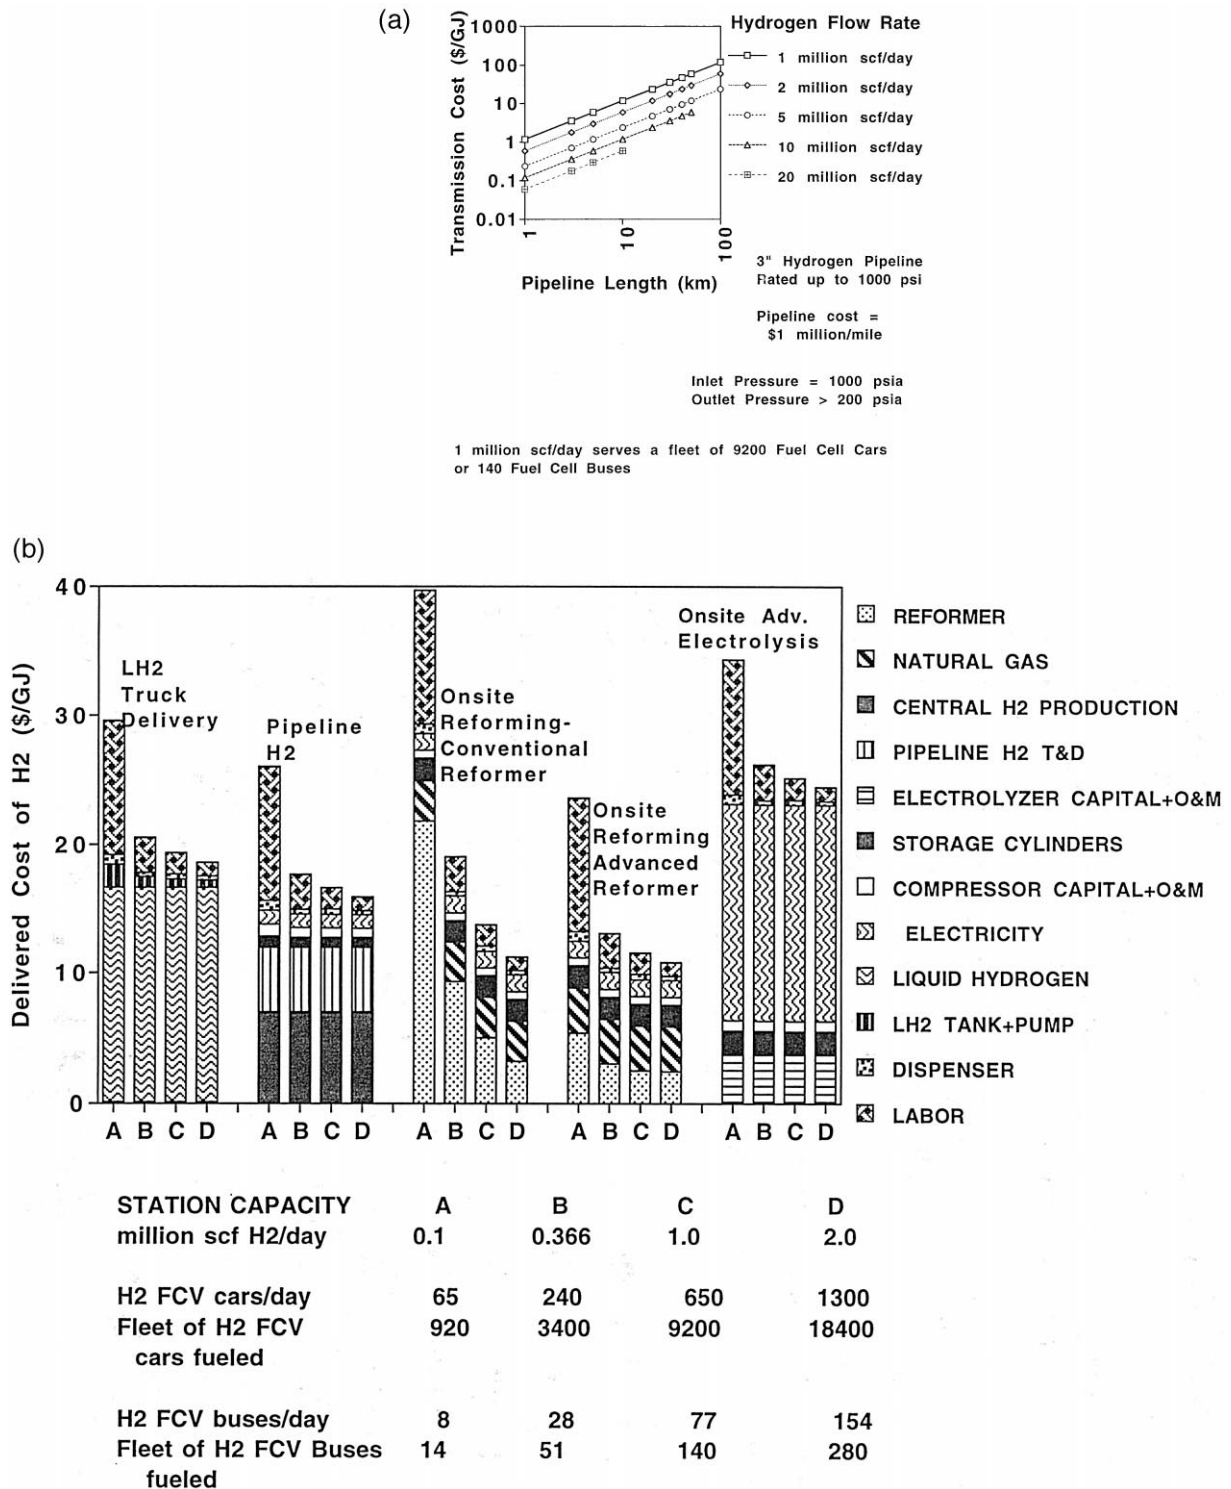 (a)
1000
100
10
1
0.1
0.01
Transmission Cost ($/GJ)
1
10
100
Pipeline Length (km)
Hydrogen Flow Rate
1 million scf/day
2 million scf/day
5 million scf/day
10 million scf/day
20 million scf/day
3" Hydrogen Pipeline
Rated up to 1000 psi
Pipeline cost =
$1 million/mile
Inlet Pressure = 1000 psia
Outlet Pressure > 200 psia
1 million scf/day serves a fleet of 9200 Fuel Cell Cars
or 140 Fuel Cell Buses
(b)
40
30
20
10
0
Delivered Cost of H2 ($/GJ)
LH2
Truck
Delivery
Pipeline
H2
Onsite
Reforming-
Conventional
Reformer
Onsite
Reforming
Advanced
Reformer
Onsite Adv.
Electrolysis
A B C D A B C D A B C D A B C D A B C D
REFORMER
NATURAL GAS
CENTRAL H2 PRODUCTION
PIPELINE H2 T&D
ELECTROLYZER CAPITAL+O&M
STORAGE CYLINDERS
COMPRESSOR CAPITAL+O&M
ELECTRICITY
LIQUID HYDROGEN
LH2 TANK+PUMP
DISPENSER
LABOR
STATION CAPACITY A B C D
million scf H2/day 0.1 0.366 1.0 2.0
H2 FCV cars/day 65 240 650 1300
Fleet of H2 FCV 920 3400 9200 18400
cars fueled
H2 FCV buses/day 8 28 77 154
Fleet of H2 FCV Buses 14 51 140 280
fueled